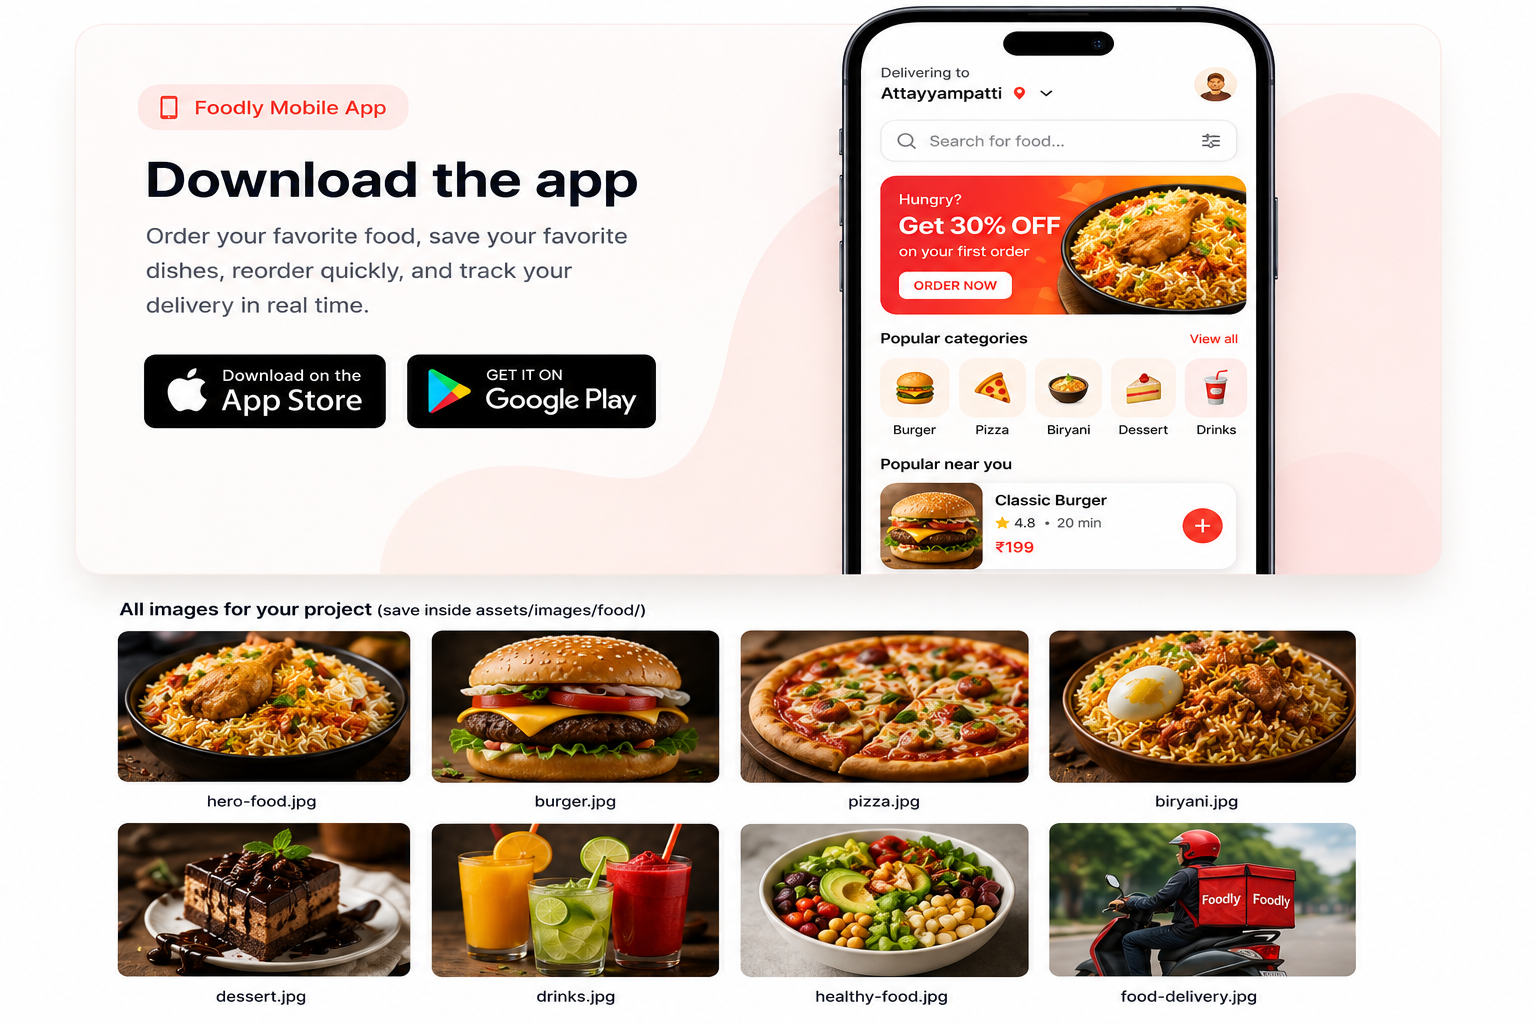 Foodly Mobile App
Download the app
Order your favorite food, save your favorite
dishes, reorder quickly, and track your
delivery in real time.
Download on the
App Store
GET IT ON
Google Play
Delivering to
Attayyampatti
Search for food...
Hungry?
Get 30% OFF
on your first order
ORDER NOW
Popular categories
View all
Burger
Pizza
Biryani
Dessert
Drinks
Popular near you
Classic Burger
4.8 • 20 min
₹199
All images for your project (save inside assets/images/food/)
hero-food.jpg
burger.jpg
pizza.jpg
biryani.jpg
Foodly
Foodly
dessert.jpg
drinks.jpg
healthy-food.jpg
food-delivery.jpg